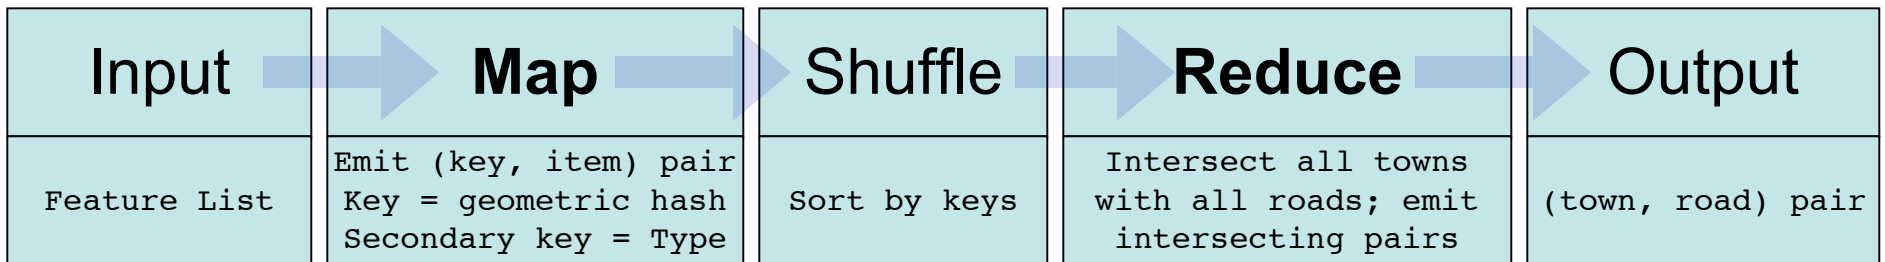 Input
Map
Shuffle
Reduce
Output
Feature List
Emit (key, item) pair
Key = geometric hash
Secondary key = Type
Sort by keys
Intersect all towns
with all roads; emit
intersecting pairs
(town, road) pair